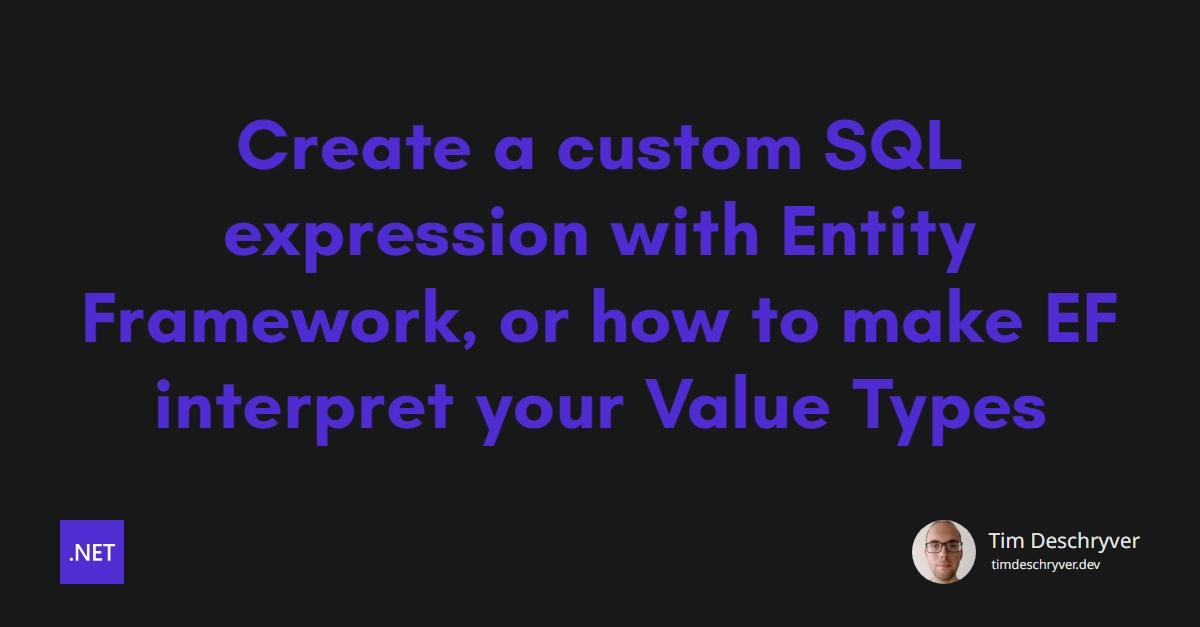 Create a custom SQL
expression with Entity
Framework, or how to make EF
interpret your Value Types
.NET
Tim Deschryver
timdeschryver.dev